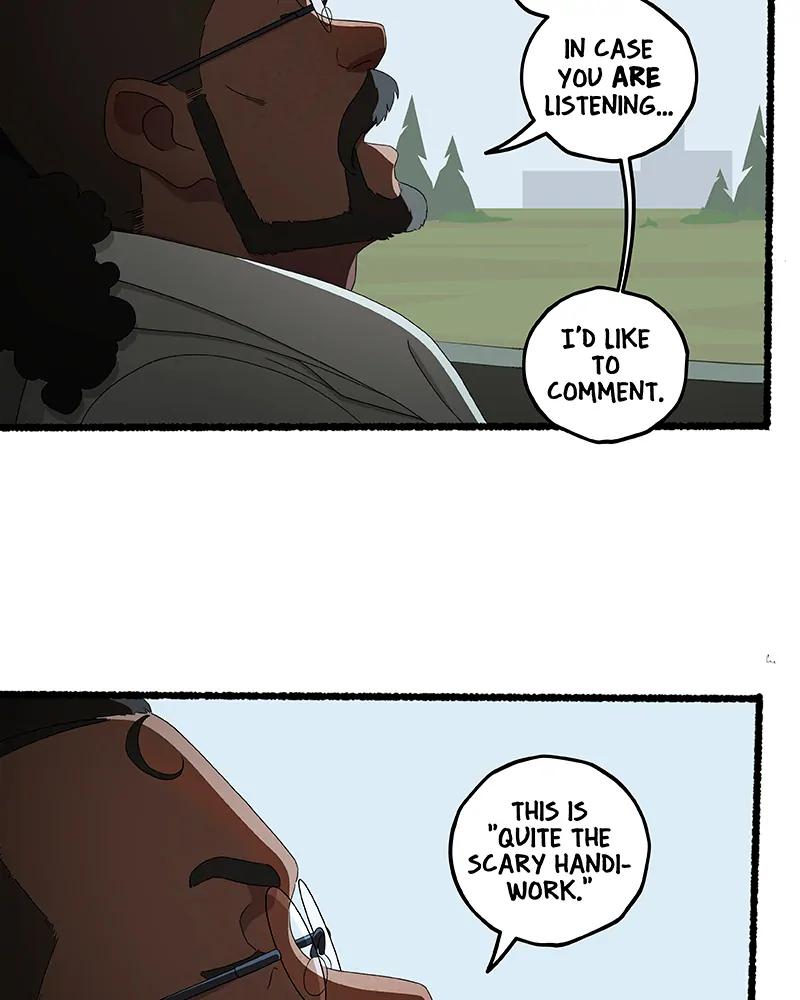 IN CASE
YOU ARE
LISTENING...
I'D LIKE
TO
COMMENT.
THIS IS
"QUITE THE
SCARY HANDI-
WORK."